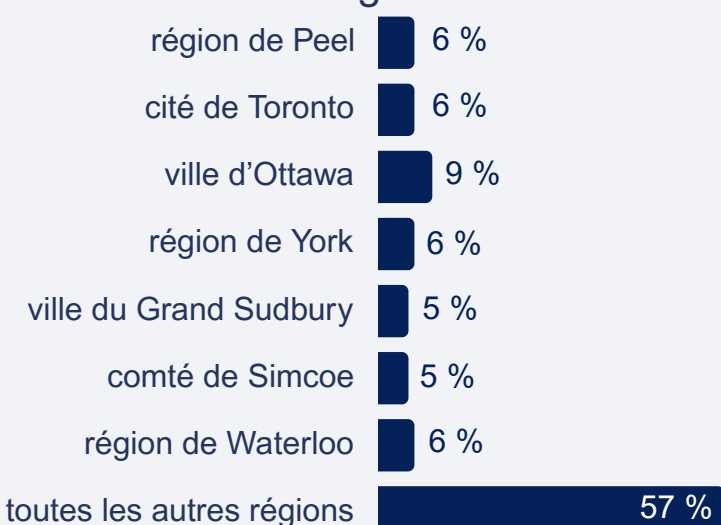 région de Peel 6 %
cité de Toronto 6 %
ville d’Ottawa 9 %
région de York 6 %
ville du Grand Sudbury 5 %
comté de Simcoe 5 %
région de Waterloo 6 %
toutes les autres régions 57 %